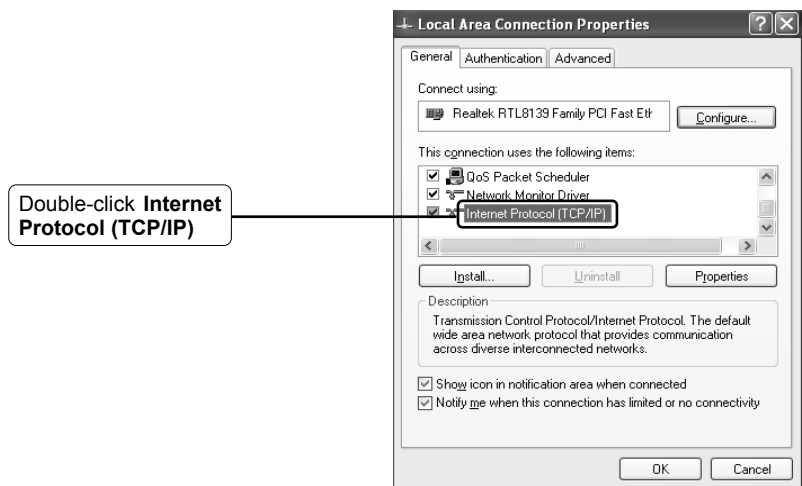 Local Area Connection Properties
General Authentication Advanced
Connect using:
Realtek RTL8139 Family PCI Fast Eth
Configure...
This connection uses the following items:
QoS Packet Scheduler
Network Monitor Driver
Internet Protocol (TCP/IP)
Double-click Internet
Protocol (TCP/IP)
Install... Uninstall Properties
Description
Transmission Control Protocol/Internet Protocol. The default
wide area network protocol that provides communication
across diverse interconnected networks.
Show icon in notification area when connected
Notify me when this connection has limited or no connectivity
OK Cancel